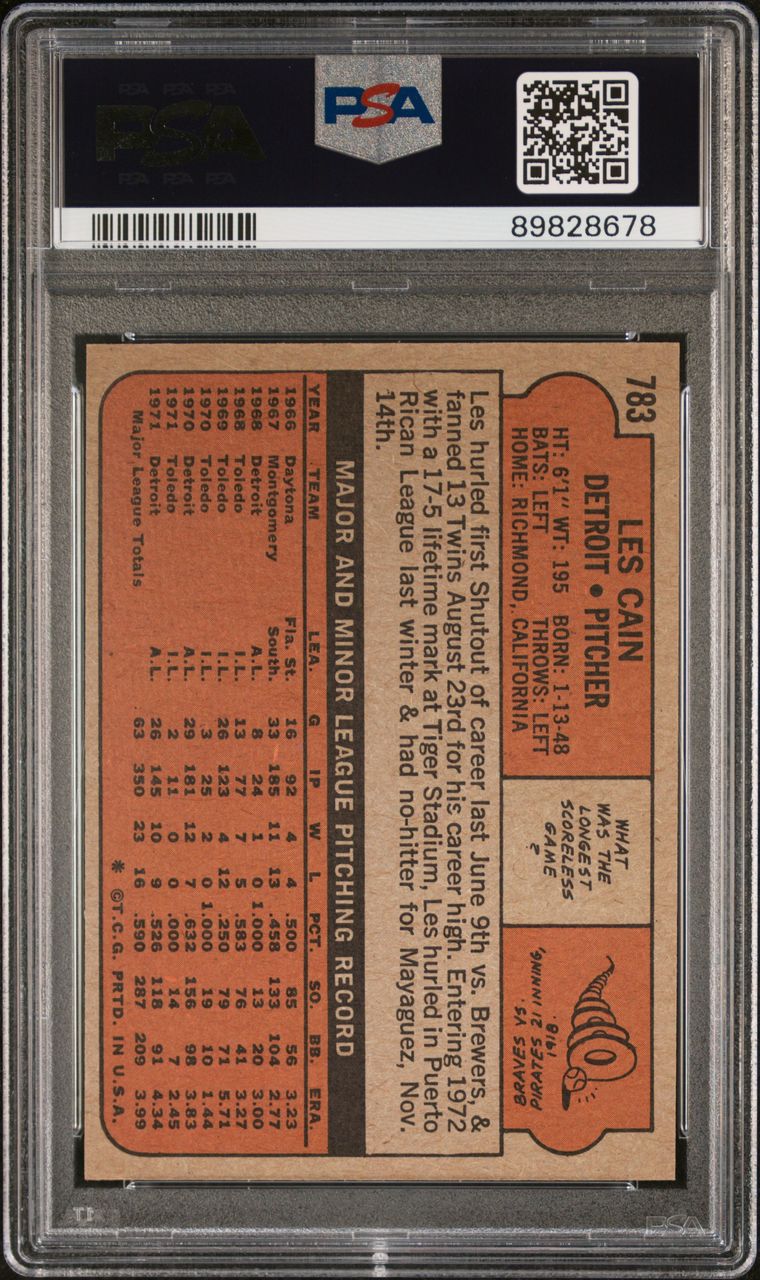 PSA PSA PSA
PSA
PSA PSA PSA
PSA
89828678
783
LES CAIN
DETROIT • PITCHER
HT: 6'1" WT: 195 BORN: 1-13-48
BATS: LEFT THROWS: LEFT
HOME: RICHMOND, CALIFORNIA
WHAT
WAS THE
LONGEST
SCORELESS
GAME
?
BRAVES VS.
PIRATES 21 INNING,
1918.
Les hurled first Shutout of career last June 9th vs. Brewers, &
fanned 13 Twins August 23rd for his career high. Entering 1972
with a 17-5 lifetime mark at Tiger Stadium, Les hurled in Puerto
Rican League last winter & had no-hitter for Mayaguez, Nov.
14th.
MAJOR AND MINOR LEAGUE PITCHING RECORD
YEAR TEAM LEA. G IP W L PCT. SO. BB. ERA.
1966 Daytona Fla. St. 16 92 4 4 .500 85 56 3.23
1967 Montgomery South. 33 185 11 13 .458 133 104 2.77
1968 Detroit A.L. 8 24 1 0 1.000 13 20 3.00
1968 Toledo I.L. 13 77 7 5 .583 76 41 3.27
1969 Toledo I.L. 26 123 4 12 .250 79 71 5.71
1970 Toledo I.L. 3 25 2 0 1.000 19 10 1.44
1970 Detroit A.L. 29 181 12 7 .632 156 98 3.83
1971 Toledo I.L. 2 11 0 0 .000 14 7 2.45
1971 Detroit A.L. 26 145 10 9 .526 118 91 4.34
Major League Totals 63 350 23 16 .590 287 209 3.99
* ©T.C.G. PRTD. IN U.S.A.
PSA